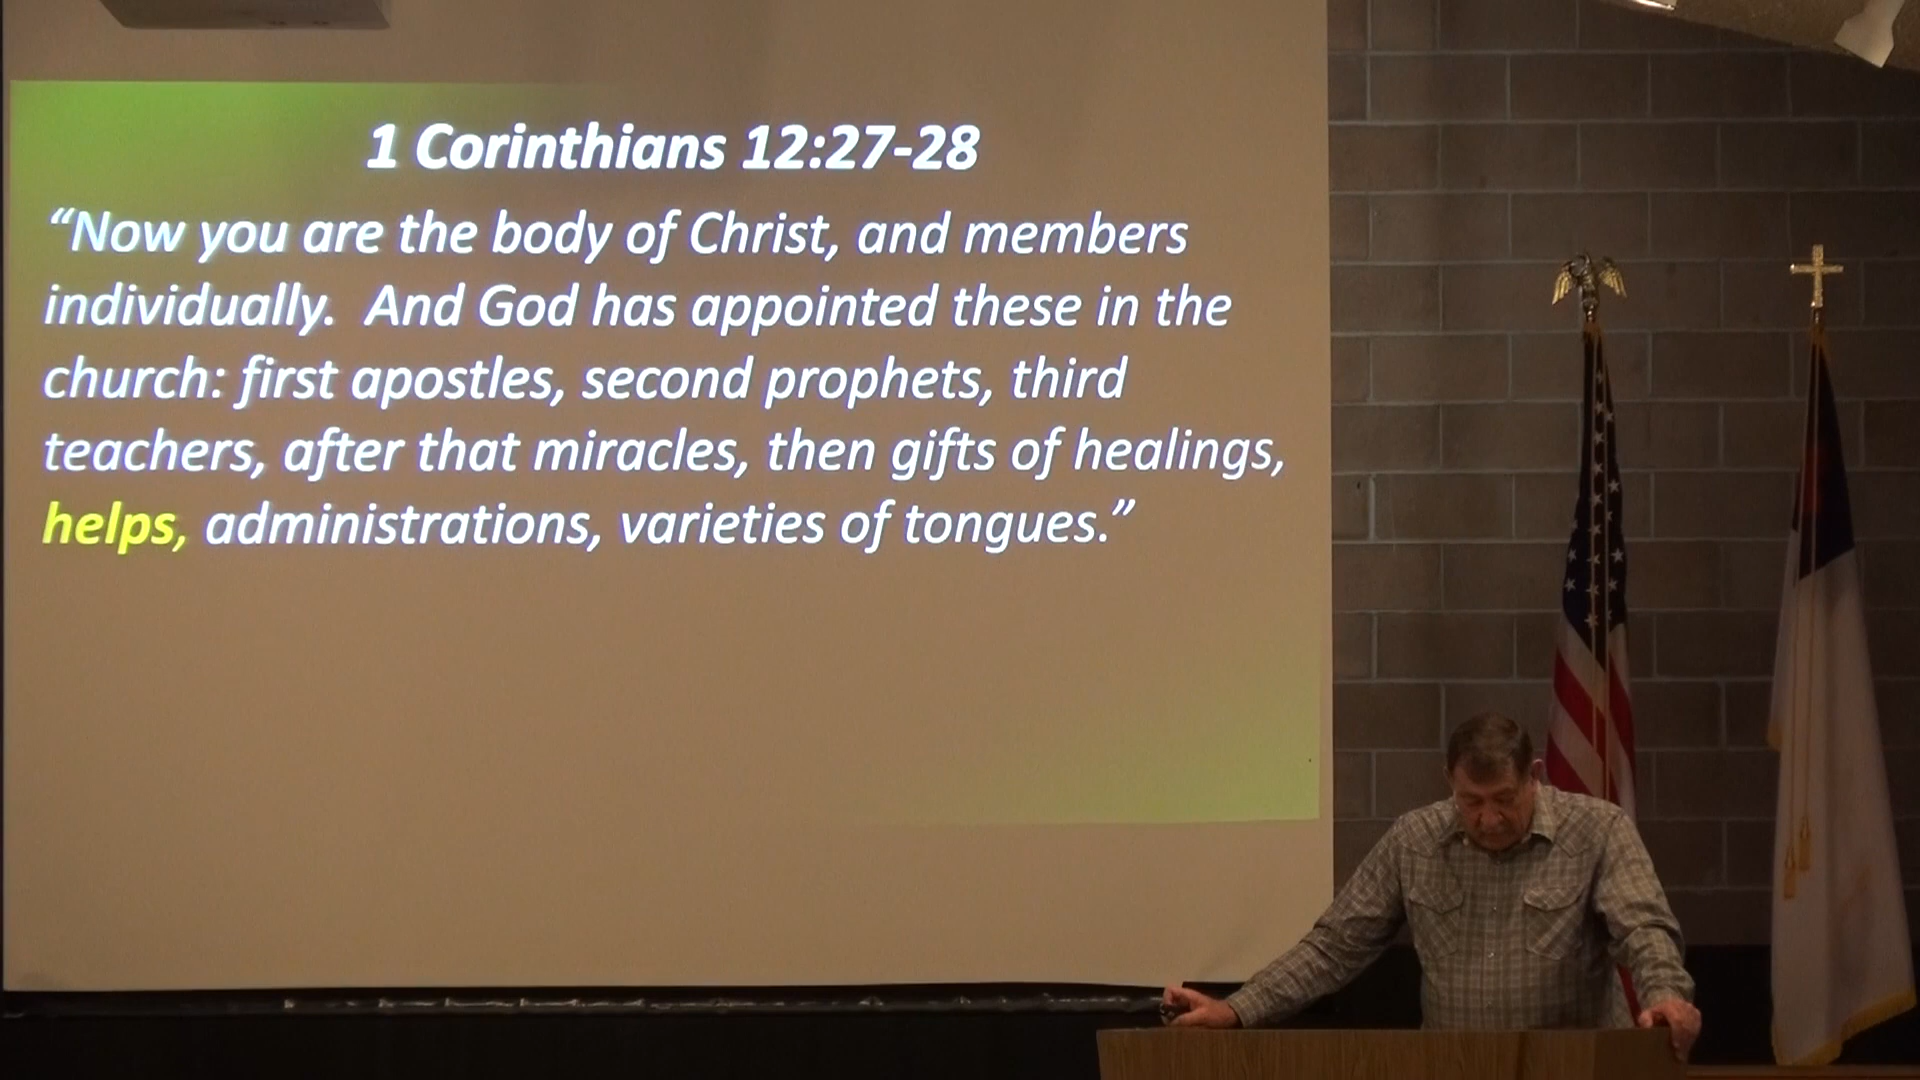 1 Corinthians 12:27-28
“Now you are the body of Christ, and members
individually.  And God has appointed these in the
church: first apostles, second prophets, third
teachers, after that miracles, then gifts of healings,
helps, administrations, varieties of tongues.”